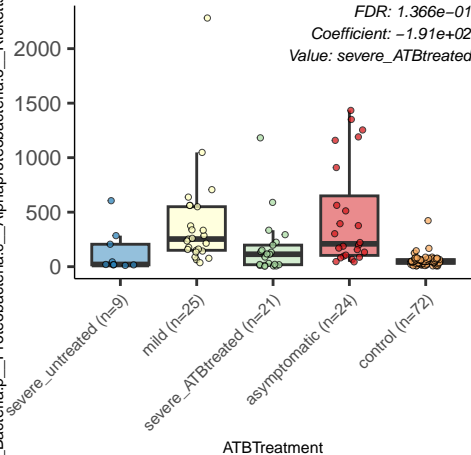 FDR: 1.366e−01
Coefficient: −1.91e+02
Value: severe_ATBtreated
2000
1500
1000
500
0
severe_untreated (n=9)
mild (n=25)
severe_ATBtreated (n=21)
asymptomatic (n=24)
control (n=72)
ATBTreatment